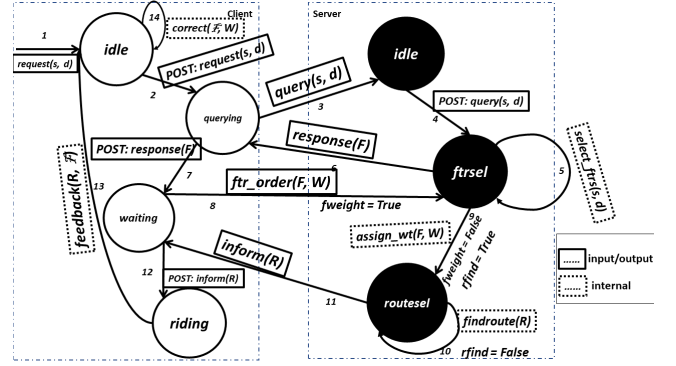 Client
Server
1
request(s, d)
idle
14
correct(ℱ, W)
POST: request(s, d)
2
querying
query(s, d)
3
idle
POST: query(s, d)
4
ftrsel
select_ftrs(s, d)
5
response(F)
6
POST: response(F)
7
ftr_order(F, W)
8
fweight = True
waiting
9
assign_wt(F, W)
fweight = False
rfind = True
inform(R)
11
routesel
findroute(R)
10
rfind = False
12
POST: inform(R)
riding
13
feedback(R, ℱ)
...... input/output
...... internal